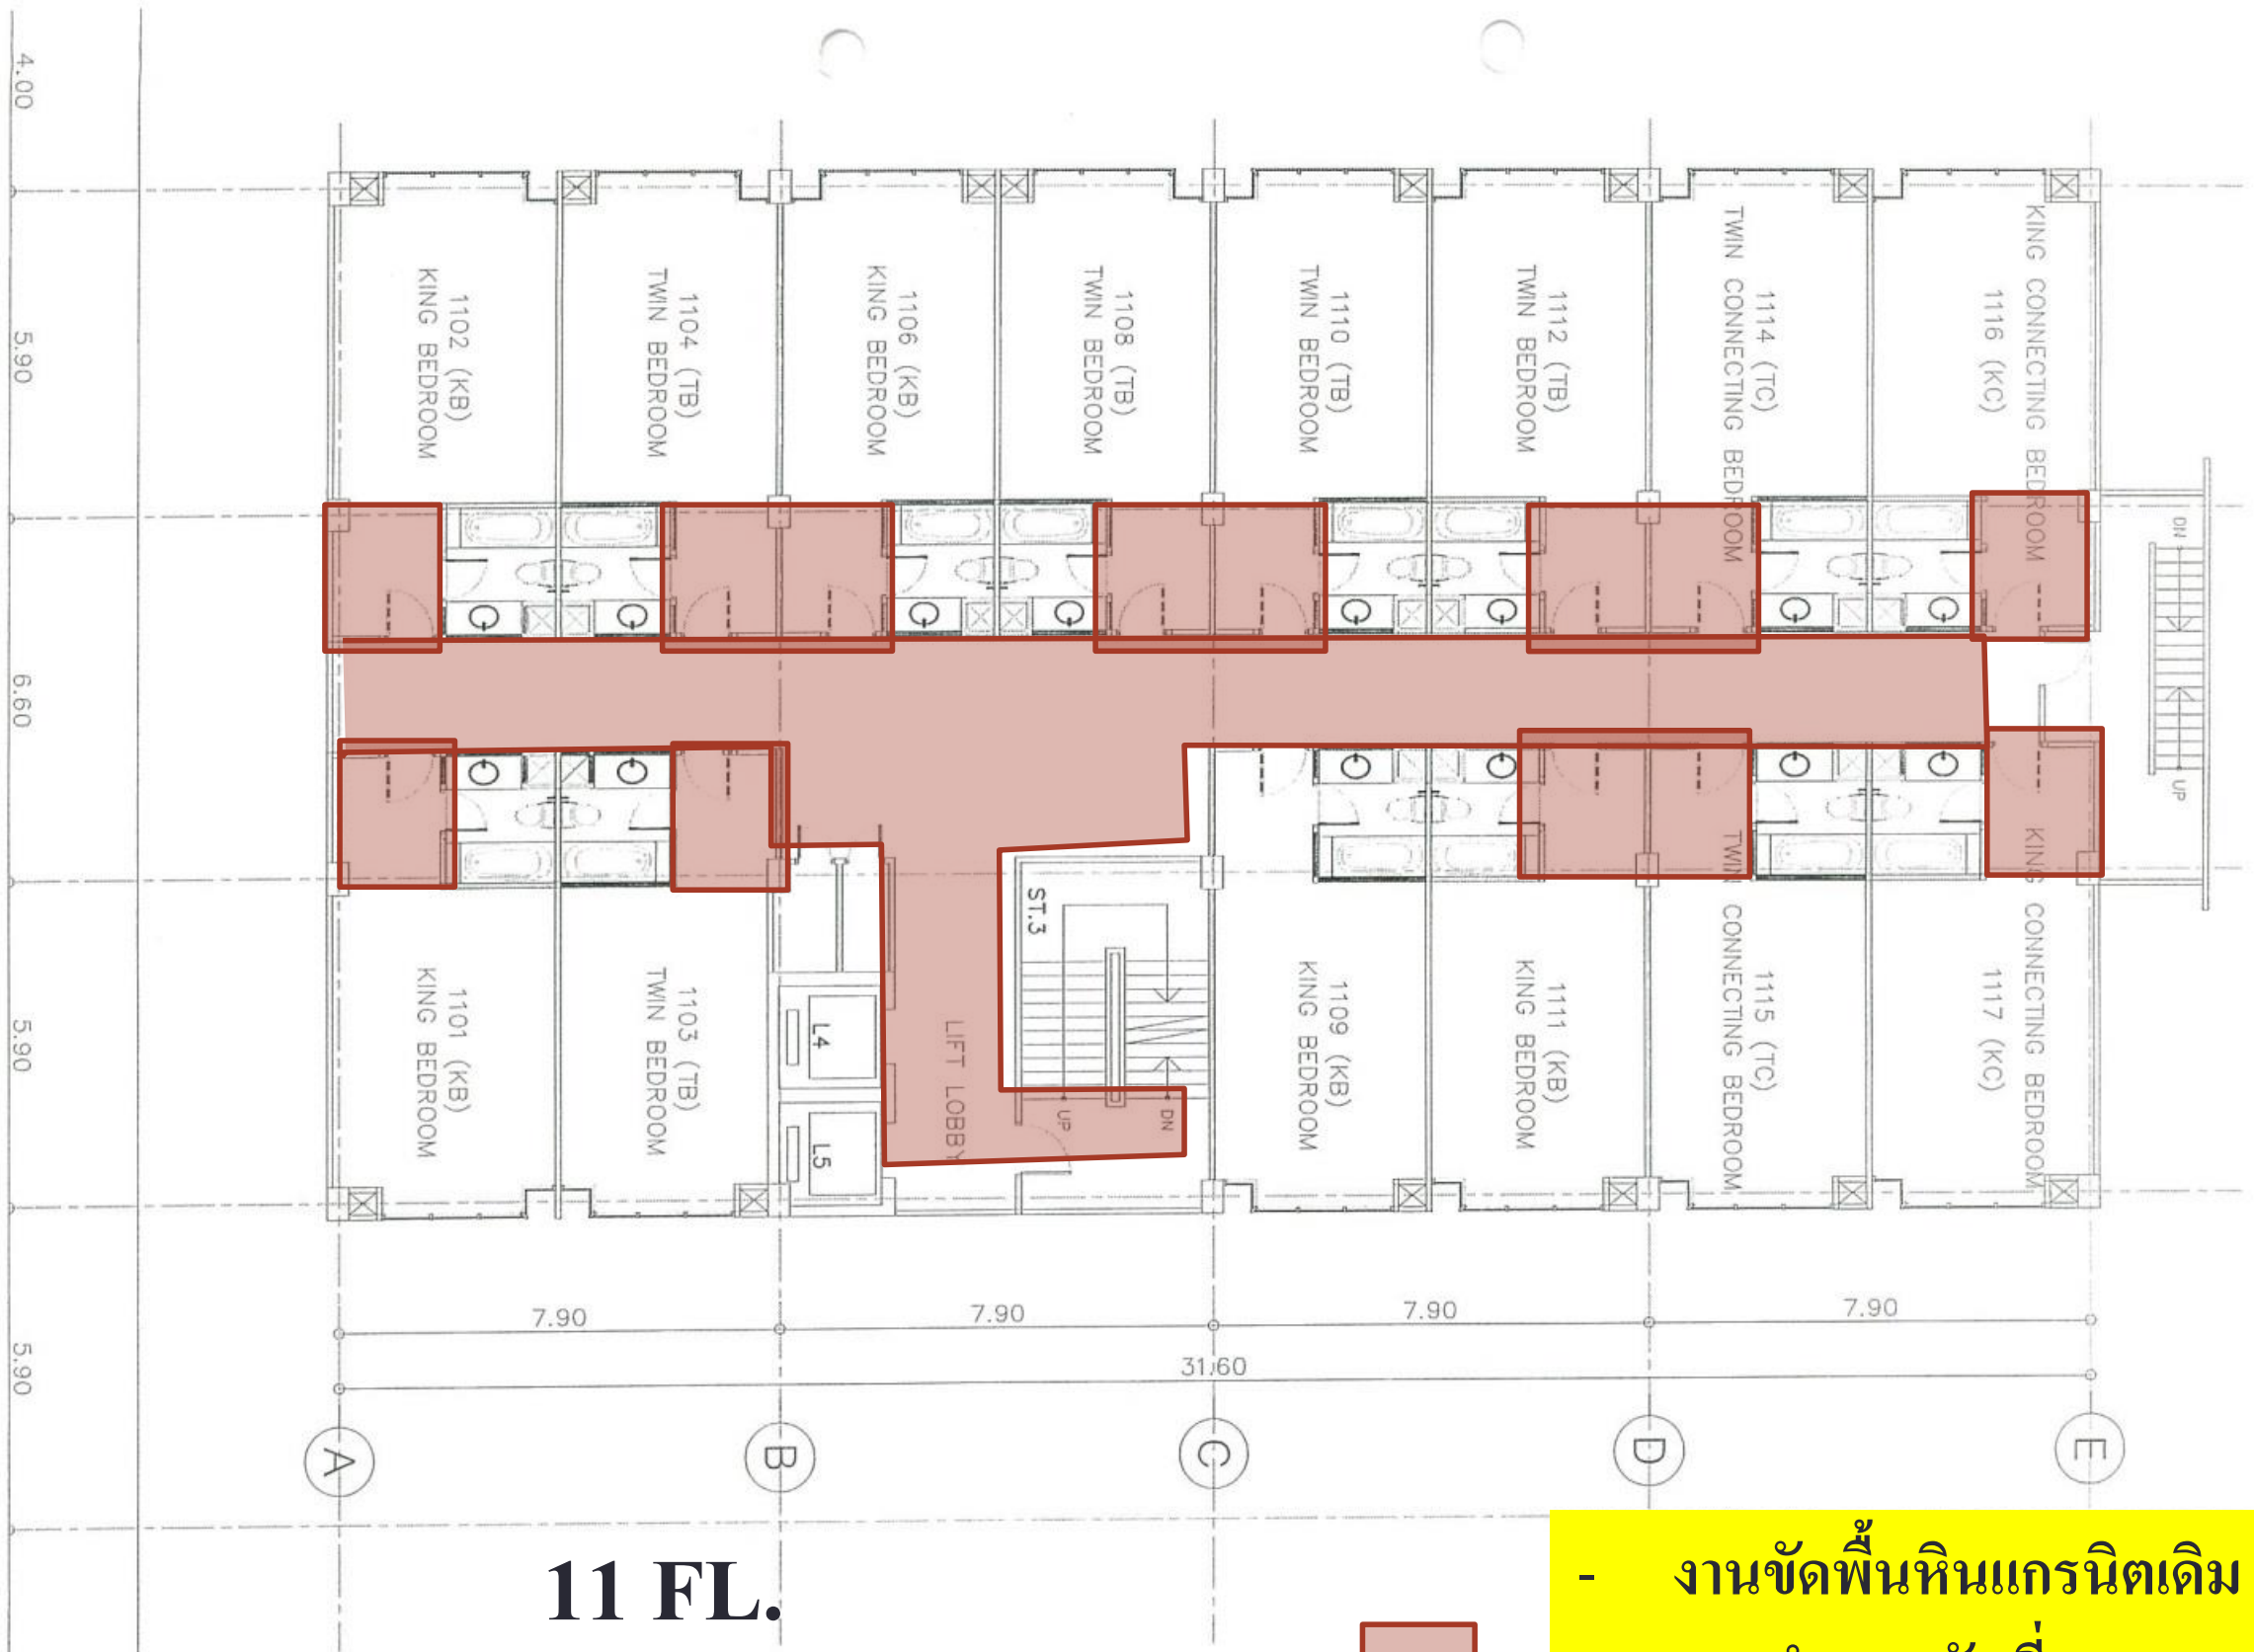 4.00
5.90
6.60
5.90
5.90
1102 (KB)
KING BEDROOM
1104 (TB)
TWIN BEDROOM
1106 (KB)
KING BEDROOM
1108 (TB)
TWIN BEDROOM
1110 (TB)
TWIN BEDROOM
1112 (TB)
TWIN BEDROOM
1114 (TC)
TWIN CONNECTING BEDROOM
KING CONNECTING BEDROOM
1116 (KC)
DN
UP
1101 (KB)
KING BEDROOM
1103 (TB)
TWIN BEDROOM
L4
L5
LIFT LOBBY
ST.3
UP
DN
1109 (KB)
KING BEDROOM
1111 (KB)
KING BEDROOM
1115 (TC)
TWIN CONNECTING BEDROOM
KING CONNECTING BEDROOM
1117 (KC)
7.90
7.90
7.90
7.90
31.60
A
B
C
D
E
11 FL.
- งานขัดพื้นหินแกรนิตเดิม